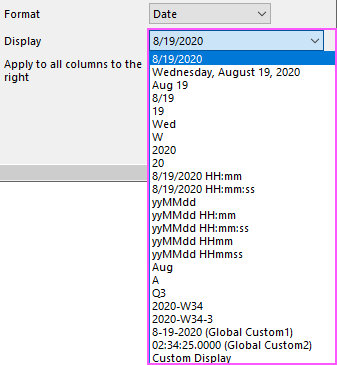 Format
Date
Display
8/19/2020
Apply to all columns to the
right
8/19/2020
Wednesday, August 19, 2020
Aug 19
8/19
19
Wed
W
2020
20
8/19/2020 HH:mm
8/19/2020 HH:mm:ss
yyMMdd
yyMMdd HH:mm
yyMMdd HH:mm:ss
yyMMdd HHmm
yyMMdd HHmmss
Aug
A
Q3
2020-W34
2020-W34-3
8-19-2020 (Global Custom1)
02:34:25.0000 (Global Custom2)
Custom Display